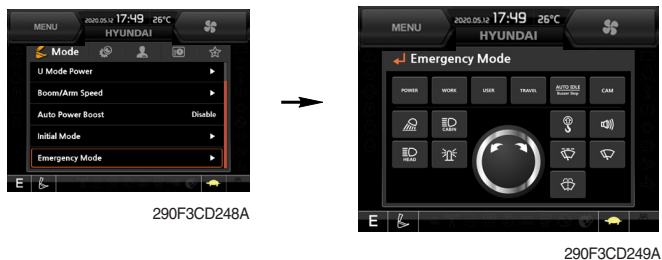 MENU
2020.05.12 17:49 26°C
HYUNDAI
Mode
U Mode Power
Boom/Arm Speed
Auto Power Boost Disable
Initial Mode
Emergency Mode
E
290F3CD248A
MENU
2020.05.12 17:49 26°C
HYUNDAI
Emergency Mode
POWER WORK USER TRAVEL AUTO IDLE CAM
Buzzer Stop
CABIN
HEAD
E
290F3CD249A